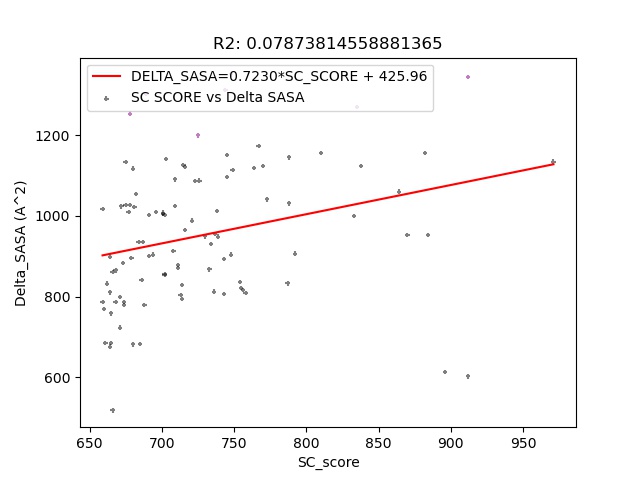 R2: 0.07873814558881365
DELTA_SASA=0.7230*SC_SCORE + 425.96
SC SCORE vs Delta SASA
Delta_SASA (A^2)
1200
1000
800
600
650 700 750 800 850 900 950
SC_score